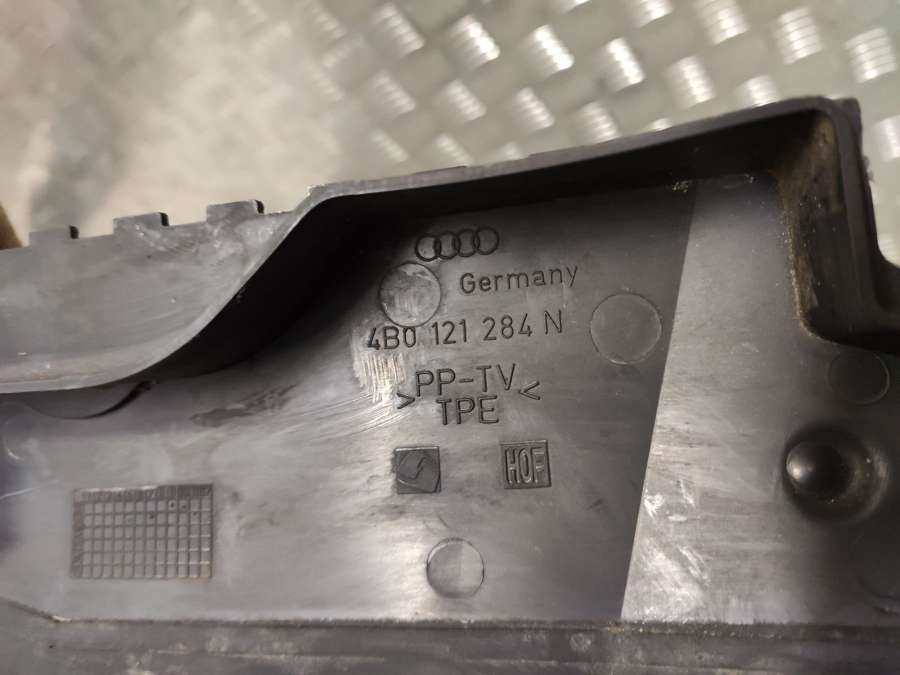 Germany
4B0 121 284 N
>PP-TV<
TPE
HOF